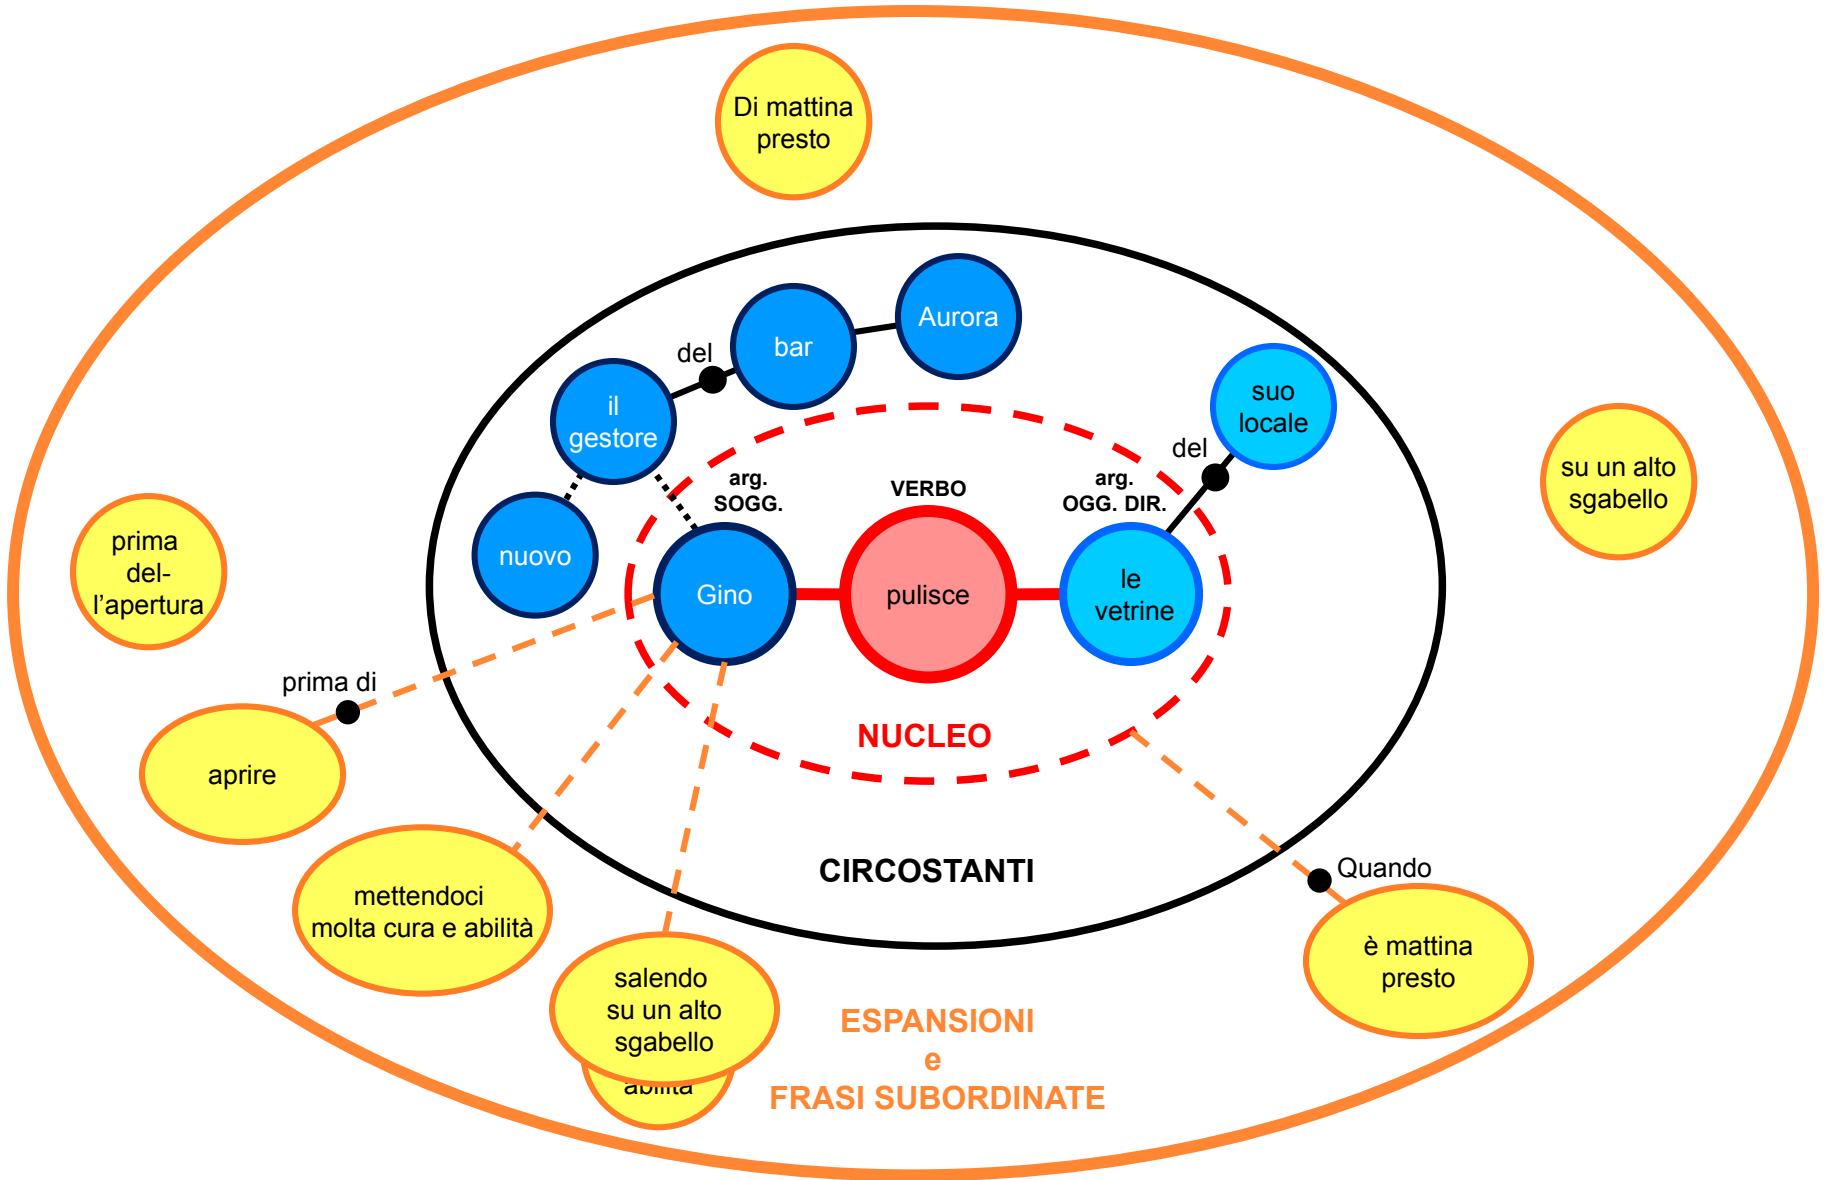 Di mattina
presto
Aurora
bar
del
il
gestore
suo
locale
del
su un alto
sgabello
arg.
SOGG.
VERBO
arg.
OGG. DIR.
prima
del-
l’apertura
nuovo
Gino
pulisce
le
vetrine
prima di
aprire
NUCLEO
CIRCOSTANTI
Quando
mettendoci
molta cura e abilità
è mattina
presto
salendo
su un alto
sgabello
abilità
ESPANSIONI
e
FRASI SUBORDINATE